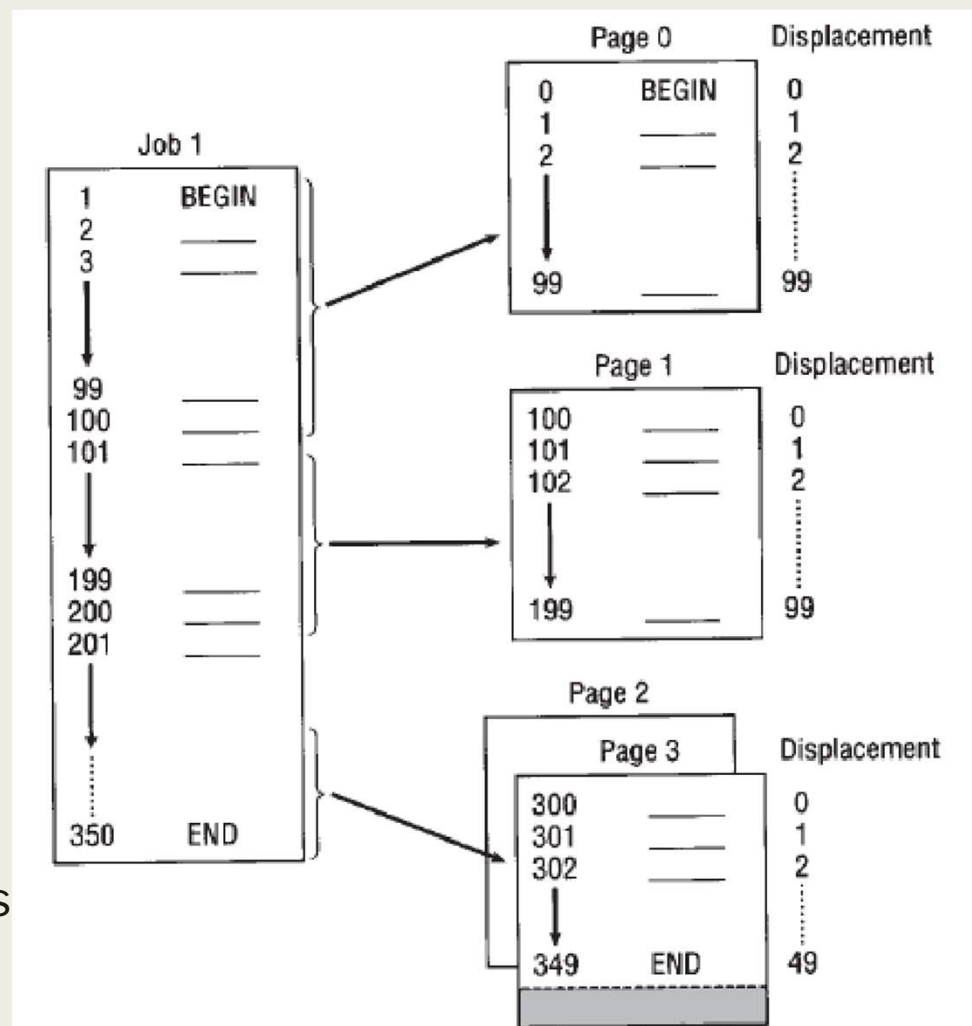 Job 1
1 BEGIN
2
3
99
100
101
199
200
201
350 END
Page 0 Displacement
0 BEGIN 0
1 1
2 2
99 99
Page 1 Displacement
100 0
101 1
102 2
199 99
Page 2
Page 3 Displacement
300 0
301 1
302 2
349 END 49
s